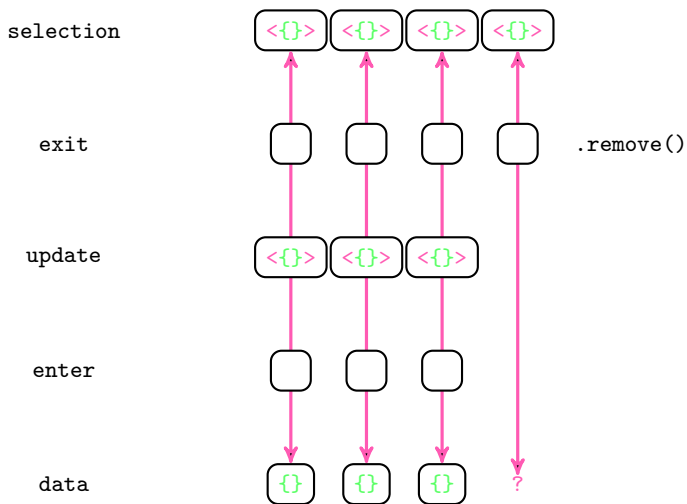 selection <{}> <{}> <{}> <{}>
exit .remove()
update <{}> <{}> <{}>
enter
data {} {} {} ?